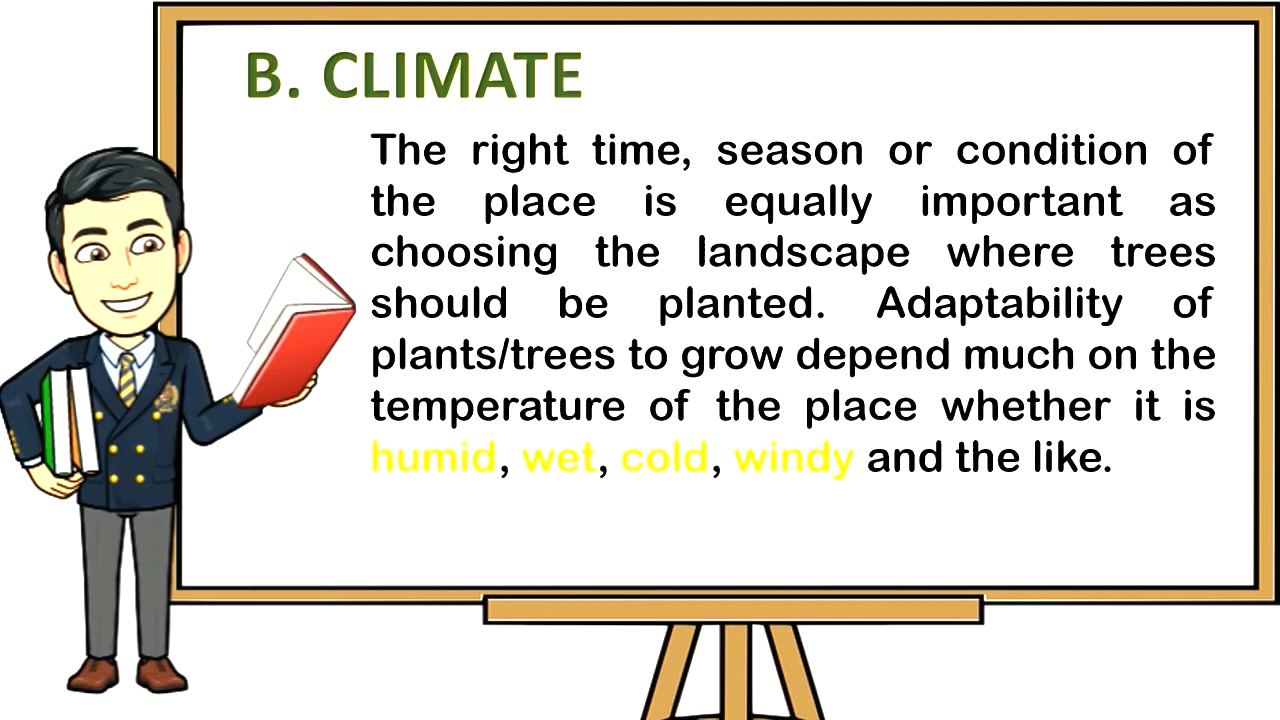 B. CLIMATE
The right time, season or condition of
the place is equally important as
choosing the landscape where trees
should be planted. Adaptability of
plants/trees to grow depend much on the
temperature of the place whether it is
humid, wet, cold, windy and the like.